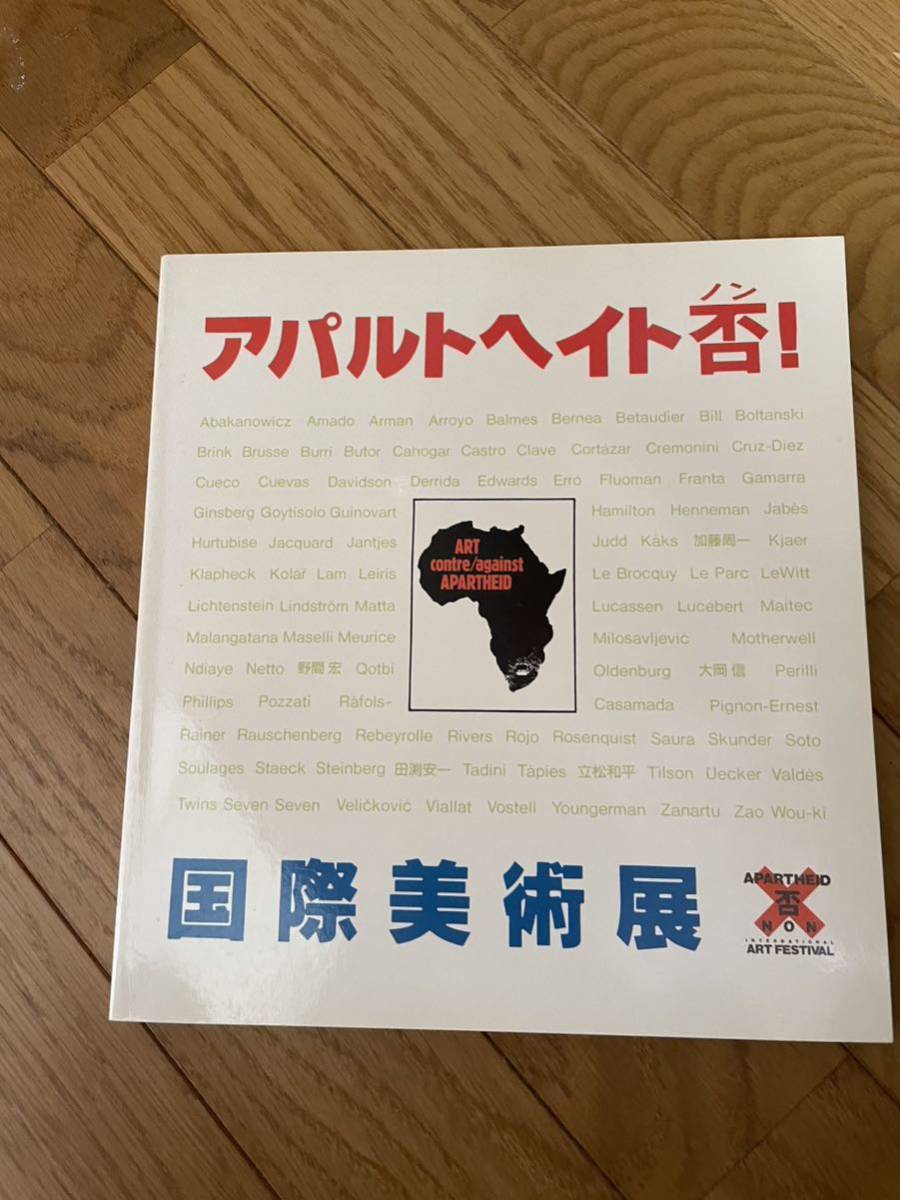 ノン
アパルトヘイト否!
Abakanowicz Amado Arman Arroyo Balmes Bernea Betaudier Bill Boltanski
Brink Brusse Burri Butor Cahogar Castro Clave Cortázar Cremonini Cruz-Diez
Cueco Cuevas Davidson Derrida Edwards Erró Fluoman Franta Gamarra
Ginsberg Goytisolo Guinovart Hamilton Henneman Jabès
Hurtubise Jacquard Jantjes Judd Kåks 加藤周一 Kjaer
Klapheck Kolář Lam Leiris Le Brocquy Le Parc LeWitt
Lichtenstein Lindström Matta Lucassen Lucebert Maitec
Malangatana Maselli Meurice Milosavljević Motherwell
Ndiaye Netto 野間宏 Qotbi Oldenburg 大岡信 Perilli
Phillips Pozzati Ràfols- Casamada Pignon-Ernest
Rainer Rauschenberg Rebeyrolle Rivers Rojo Rosenquist Saura Skunder Soto
Soulages Staeck Steinberg 田渕安一 Tadini Tàpies 立松和平 Tilson Uecker Valdès
Twins Seven Seven Veličković Viallat Vostell Youngerman Zanartu Zao Wou-ki
ART
contre/against
APARTHEID
国際美術展
APARTHEID
否
NON
INTERNATIONAL
ART FESTIVAL